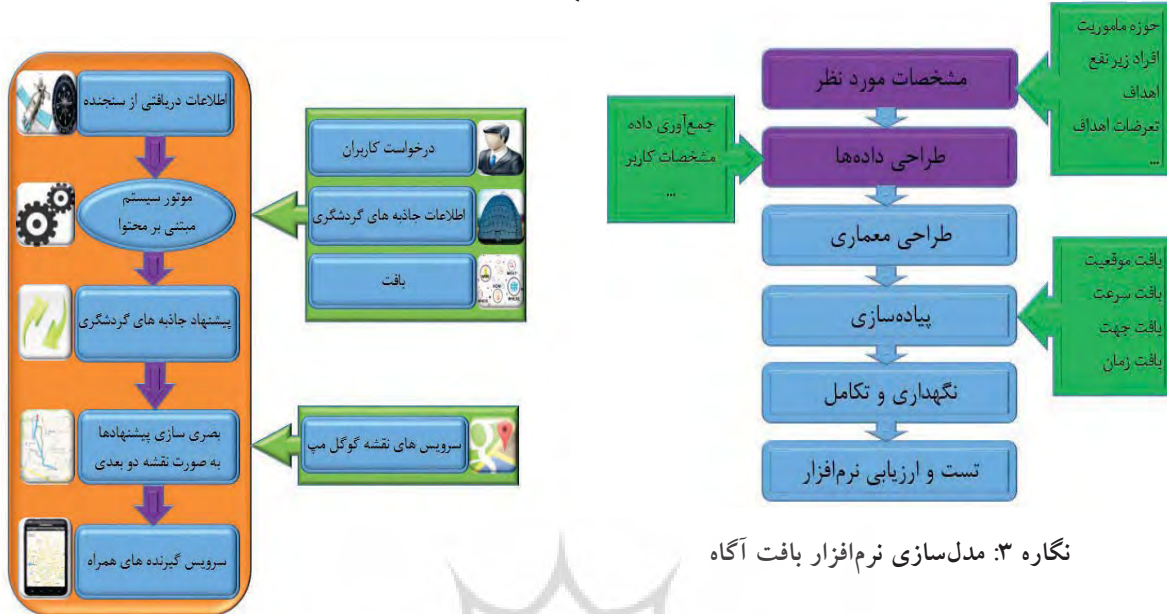 حوزه ماموریت
افراد زیر نفع
اهداف
تعرضات اهداف
...
مشخصات مورد نظر
جمع‌آوری داده
مشخصات کاربر
...
طراحی داده‌ها
طراحی معماری
بافت موقعیت
بافت سرعت
بافت جهت
بافت زمان
پیاده‌سازی
نگهداری و تکامل
تست و ارزیابی نرم‌افزار
نگاره ۳: مدل‌سازی نرم‌افزار بافت آگاه
اطلاعات دریافتی از سنجنده
موتور سیستم
مبتنی بر محتوا
درخواست کاربران
اطلاعات جاذبه های گردشگری
بافت
پیشنهاد جاذبه های گردشگری
بصری سازی پیشنهادها
به صورت نقشه دو بعدی
سرویس های نقشه گوگل مپ
سرویس گیرنده های همراه